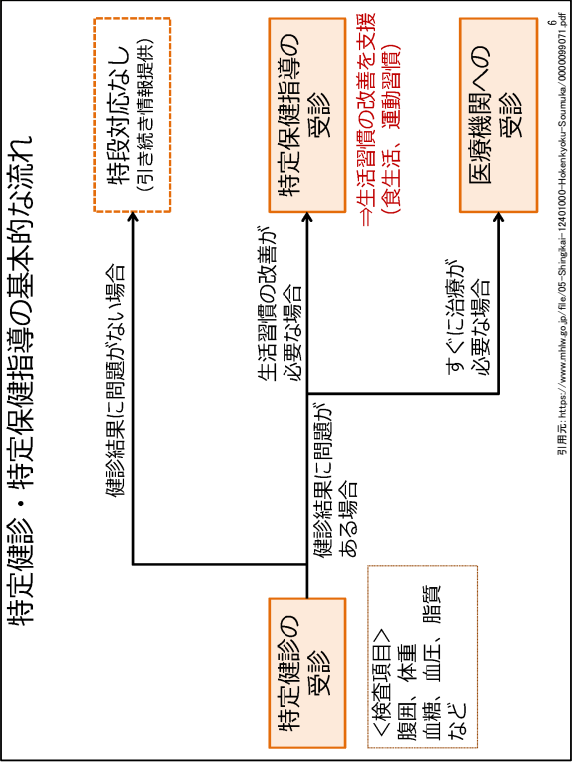 特定健診・特定保健指導の基本的な流れ
特定健診の
受診
<検査項目>
腹囲、体重
血糖、血圧、脂質
など
健診結果に問題がない場合
特段対応なし
(引き続き情報提供)
健診結果に問題が
ある場合
生活習慣の改善が
必要な場合
特定保健指導の
受診
⇒生活習慣の改善を支援
(食生活、運動習慣)
すぐに治療が
必要な場合
医療機関への
受診
引用元:https://www.mhlw.go.jp/file/05-Shingikai-12401000-Hokenkyoku-Soumuka/0000099071.pdf
6